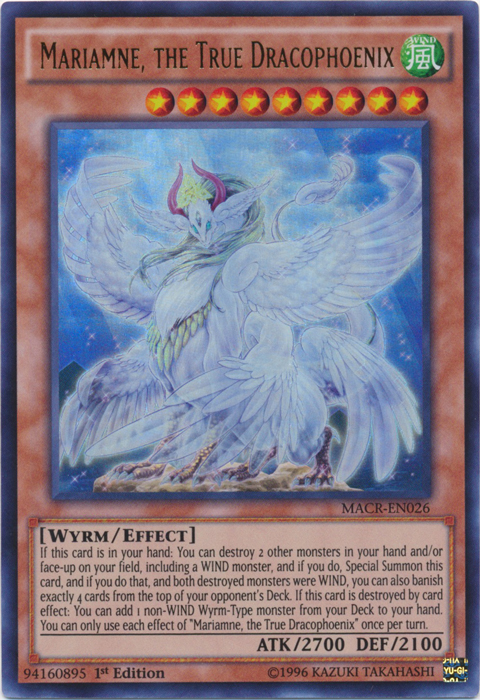 MARIAMNE, THE TRUE DRACOPHOENIX
WIND
風
MACR-EN026
[WYRM/EFFECT]
If this card is in your hand: You can destroy 2 other monsters in your hand and/or
face-up on your field, including a WIND monster, and if you do, Special Summon this
card, and if you do that, and both destroyed monsters were WIND, you can also banish
exactly 4 cards from the top of your opponent's Deck. If this card is destroyed by card
effect: You can add 1 non-WIND Wyrm-Type monster from your Deck to your hand.
You can only use each effect of "Mariamne, the True Dracophoenix" once per turn.
ATK/2700 DEF/2100
94160895 1st Edition ©1996 KAZUKI TAKAHASHI
YU-GI-